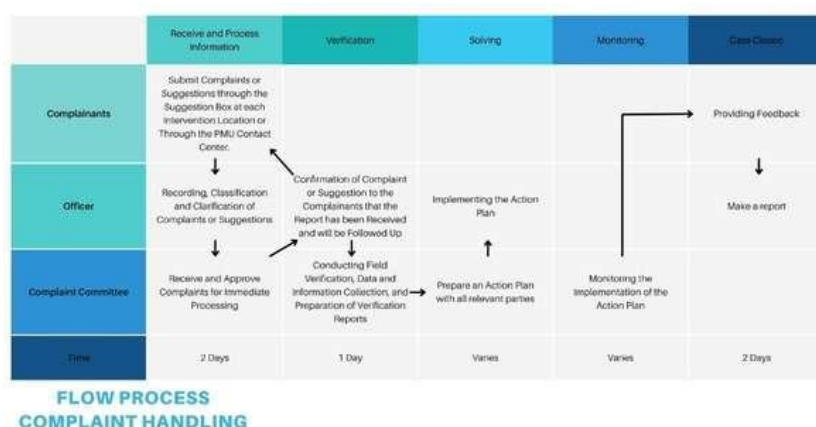 Receive and Process
Information
Verification
Solving
Monitoring
Case Closed
Complainants
Submit Complaints or
Suggestions through the
Suggestion Box at each
Intervention Location or
Through the PMU Contact
Center.
Providing Feedback
Officer
Recording, Classification
and Clarification of
Complaints or Suggestions
Confirmation of Complaint
or Suggestion to the
Complainants that the
Report has been Received
and will be Followed Up
Implementing the Action
Plan
Make a report
Complaint Committee
Receive and Approve
Complaints for Immediate
Processing
Conducting Field
Verification, Data and
Information Collection, and
Preparation of Verification
Reports
Prepare an Action Plan
with all relevant parties
Monitoring the
Implementation of the
Action Plan
Time
2 Days
1 Day
Varies
Varies
2 Days
FLOW PROCESS
COMPLAINT HANDLING